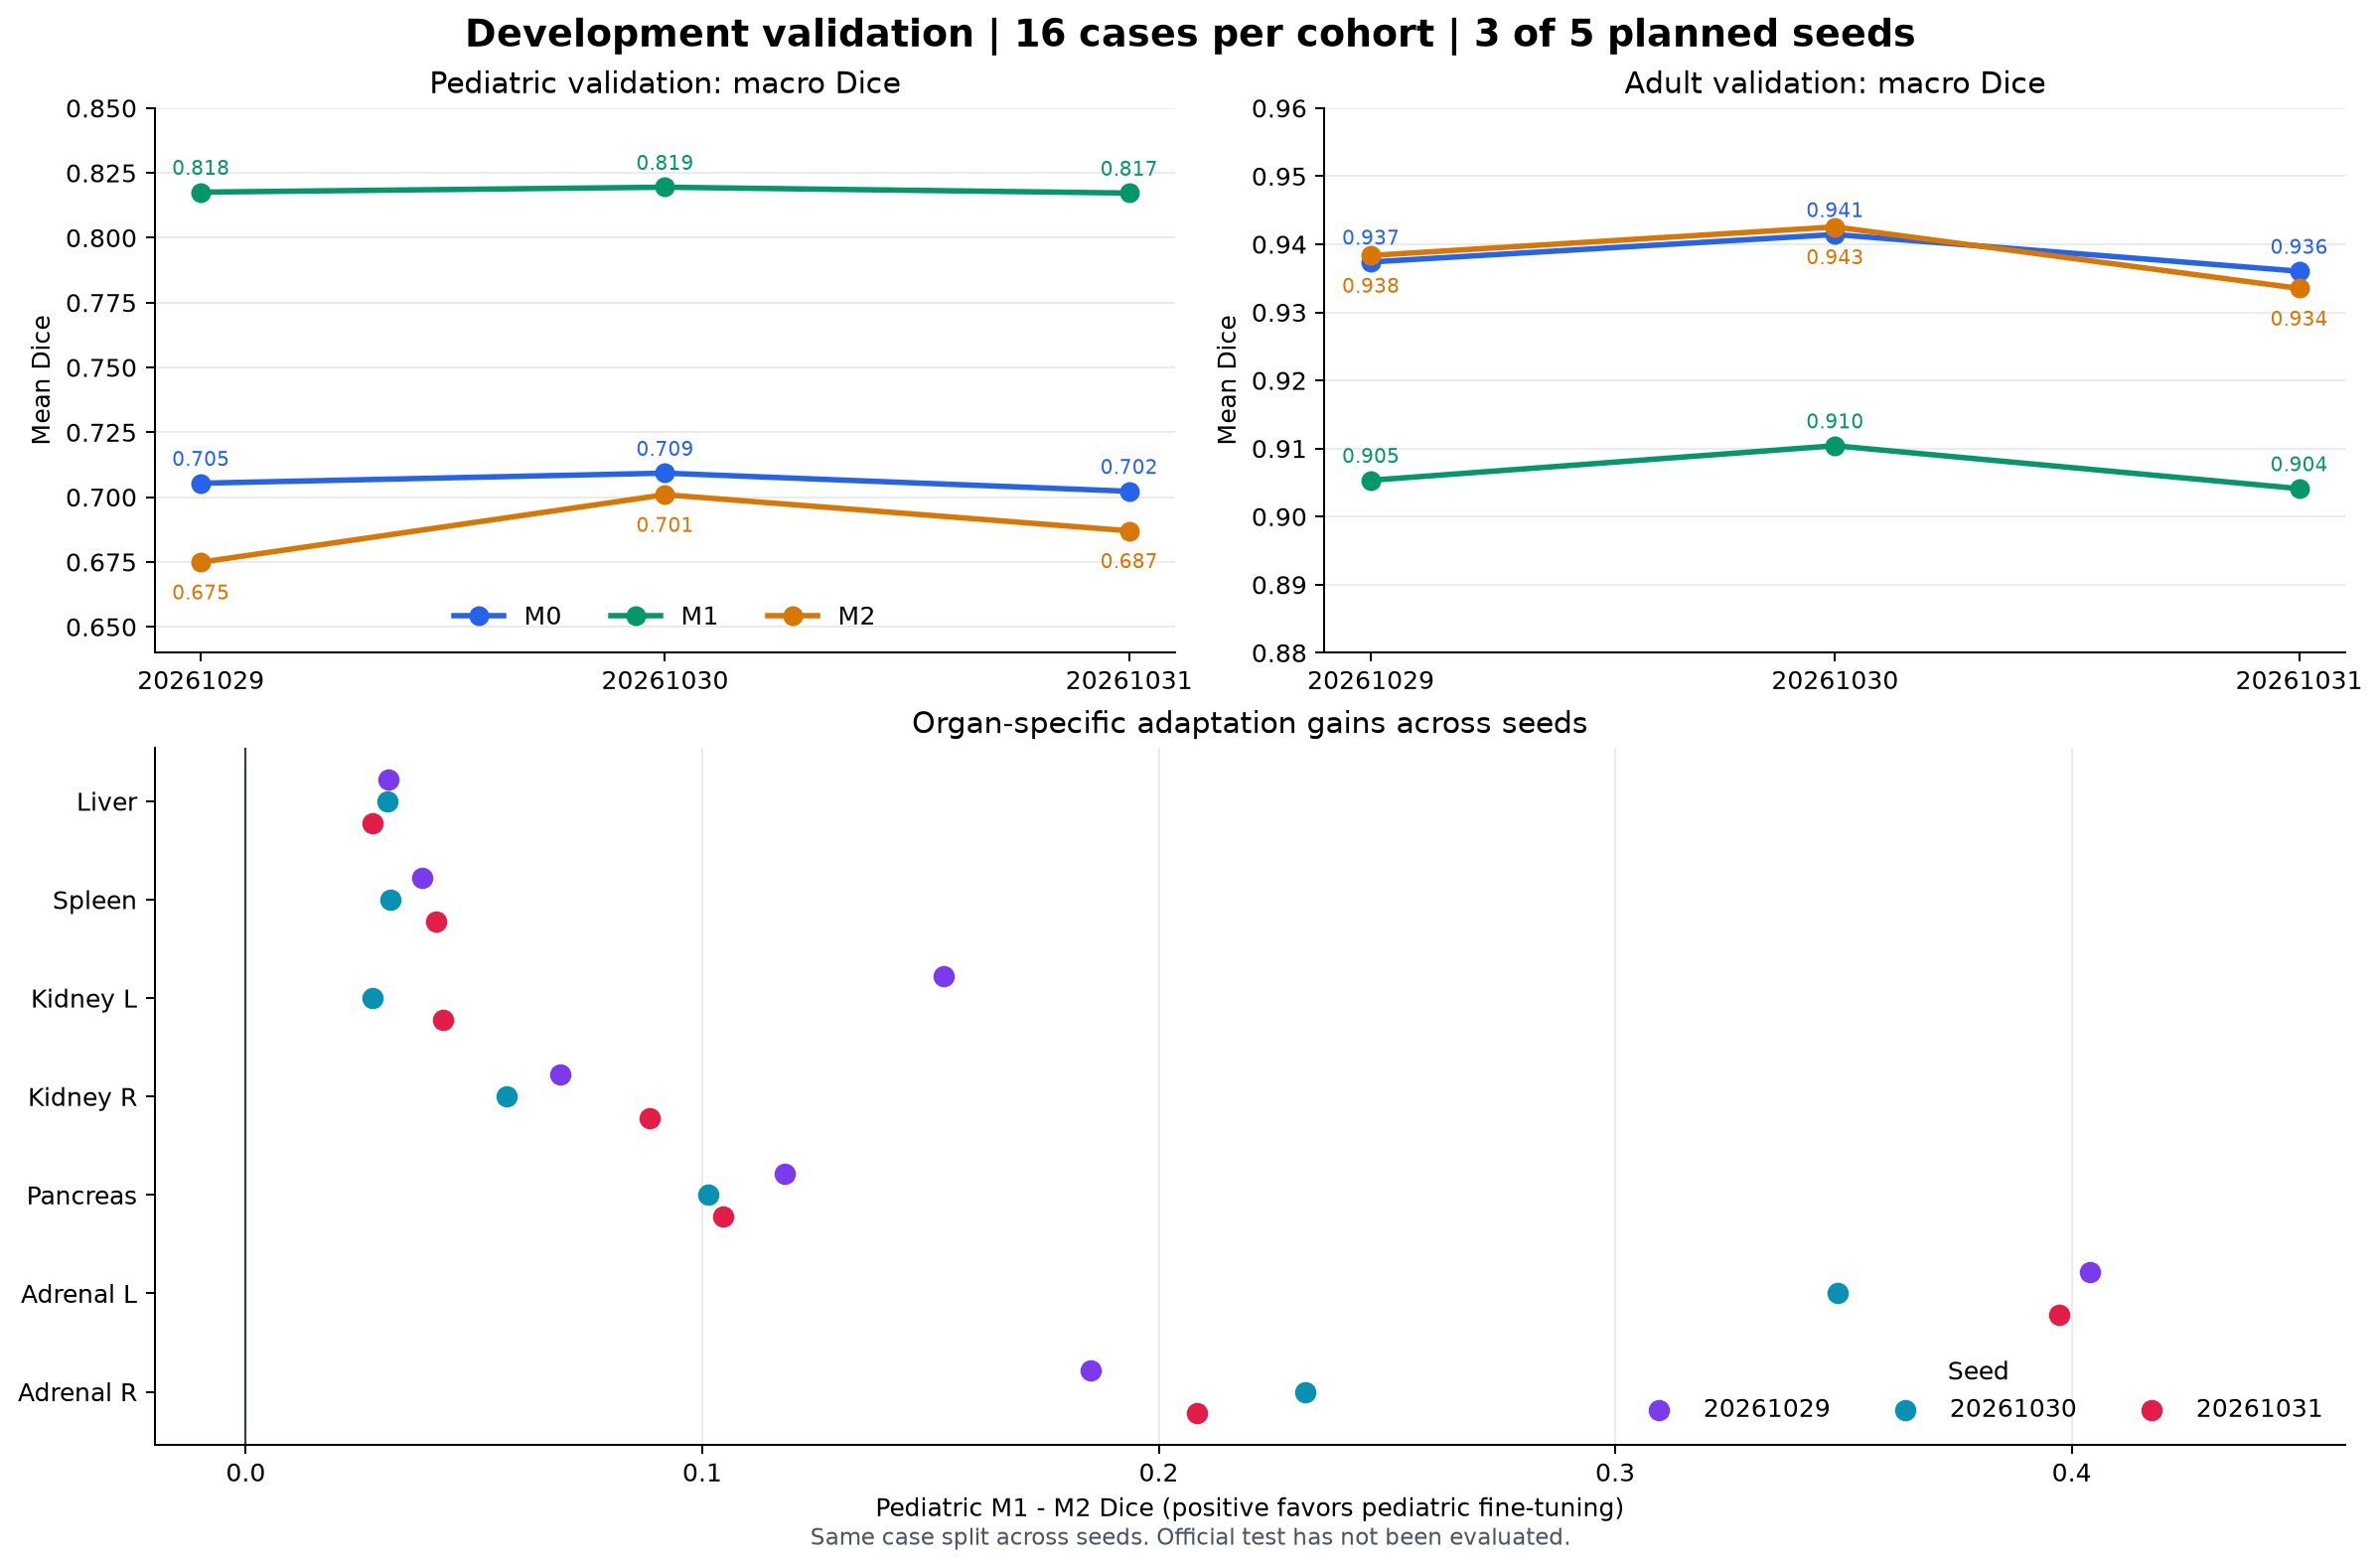 Development validation | 16 cases per cohort | 3 of 5 planned seeds
Pediatric validation: macro Dice
Mean Dice
0.850
0.825
0.800
0.775
0.750
0.725
0.700
0.675
0.650
0.818
0.819
0.817
0.705
0.709
0.702
0.675
0.701
0.687
M0 M1 M2
20261029 20261030 20261031
Adult validation: macro Dice
Mean Dice
0.96
0.95
0.94
0.93
0.92
0.91
0.90
0.89
0.88
0.937
0.941
0.936
0.938
0.943
0.934
0.905
0.910
0.904
20261029 20261030 20261031
Organ-specific adaptation gains across seeds
Liver
Spleen
Kidney L
Kidney R
Pancreas
Adrenal L
Adrenal R
Seed
20261029 20261030 20261031
0.0 0.1 0.2 0.3 0.4
Pediatric M1 - M2 Dice (positive favors pediatric fine-tuning)
Same case split across seeds. Official test has not been evaluated.